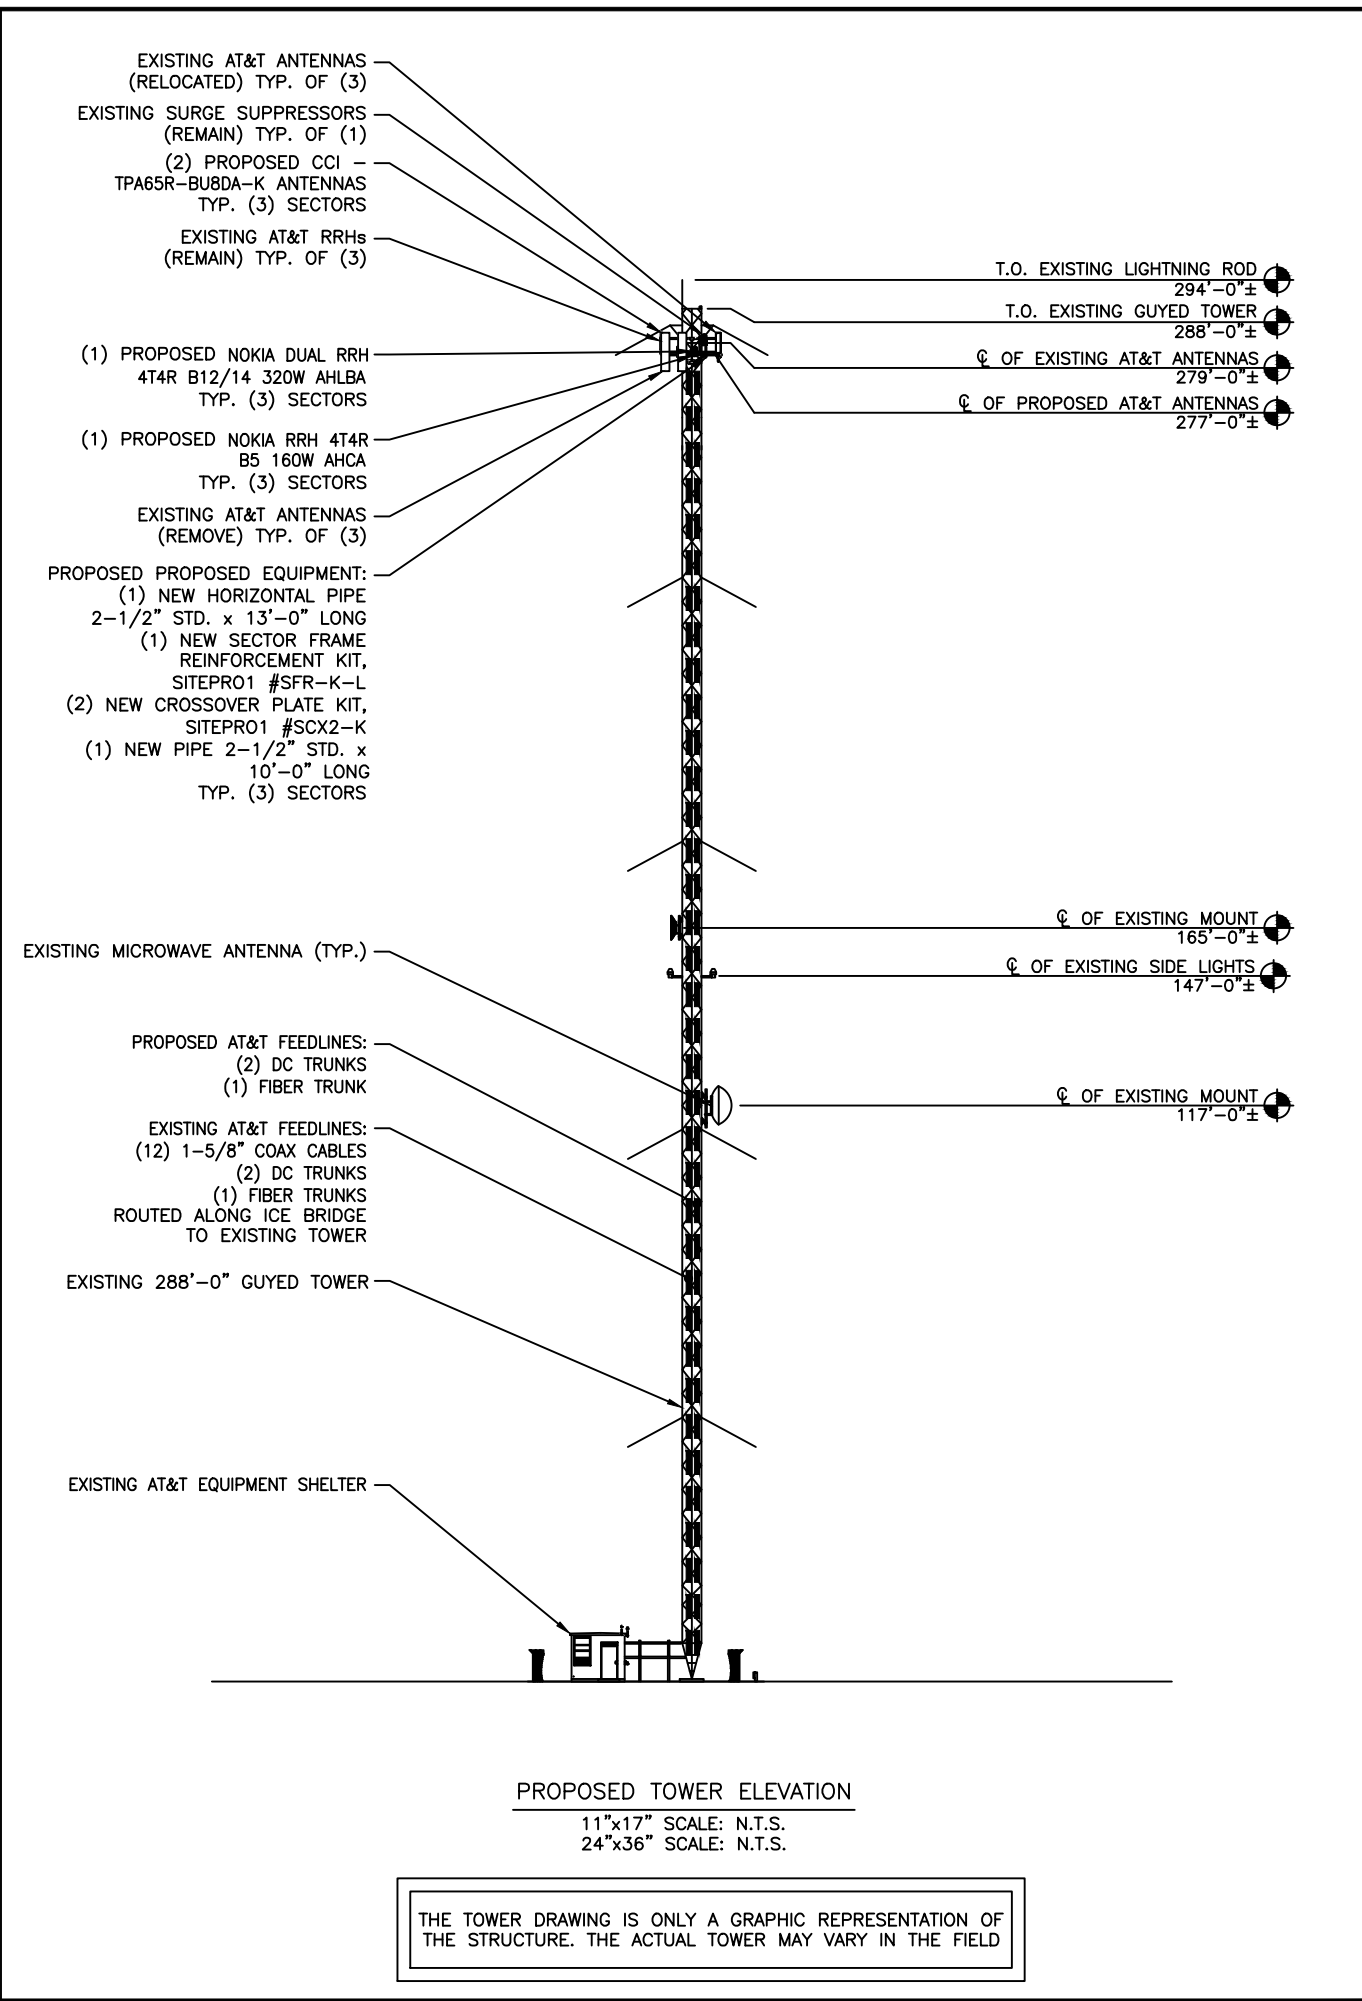 EXISTING AT&T ANTENNAS
(RELOCATED) TYP. OF (3)
EXISTING SURGE SUPPRESSORS
(REMAIN) TYP. OF (1)
(2) PROPOSED CCI –
TPA65R–BU8DA–K ANTENNAS
TYP. (3) SECTORS
EXISTING AT&T RRHs
(REMAIN) TYP. OF (3)
(1) PROPOSED NOKIA DUAL RRH
4T4R B12/14 320W AHLBA
TYP. (3) SECTORS
(1) PROPOSED NOKIA RRH 4T4R
B5 160W AHCA
TYP. (3) SECTORS
EXISTING AT&T ANTENNAS
(REMOVE) TYP. OF (3)
PROPOSED PROPOSED EQUIPMENT:
(1) NEW HORIZONTAL PIPE
2–1/2" STD. x 13'–0" LONG
(1) NEW SECTOR FRAME
REINFORCEMENT KIT,
SITEPRO1 #SFR–K–L
(2) NEW CROSSOVER PLATE KIT,
SITEPRO1 #SCX2–K
(1) NEW PIPE 2–1/2" STD. x
10'–0" LONG
TYP. (3) SECTORS
EXISTING MICROWAVE ANTENNA (TYP.)
PROPOSED AT&T FEEDLINES:
(2) DC TRUNKS
(1) FIBER TRUNK
EXISTING AT&T FEEDLINES:
(12) 1–5/8" COAX CABLES
(2) DC TRUNKS
(1) FIBER TRUNKS
ROUTED ALONG ICE BRIDGE
TO EXISTING TOWER
EXISTING 288'–0" GUYED TOWER
EXISTING AT&T EQUIPMENT SHELTER
T.O. EXISTING LIGHTNING ROD
294'–0"±
T.O. EXISTING GUYED TOWER
288'–0"±
℄ OF EXISTING AT&T ANTENNAS
279'–0"±
℄ OF PROPOSED AT&T ANTENNAS
277'–0"±
℄ OF EXISTING MOUNT
165'–0"±
℄ OF EXISTING SIDE LIGHTS
147'–0"±
℄ OF EXISTING MOUNT
117'–0"±
PROPOSED TOWER ELEVATION
11"x17" SCALE: N.T.S.
24"x36" SCALE: N.T.S.
THE TOWER DRAWING IS ONLY A GRAPHIC REPRESENTATION OF
THE STRUCTURE. THE ACTUAL TOWER MAY VARY IN THE FIELD